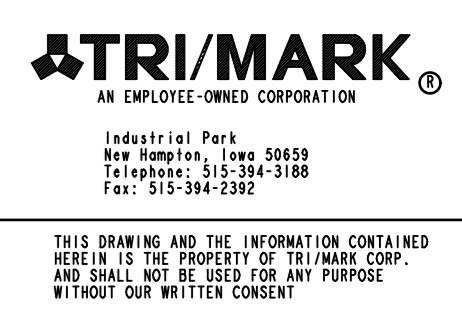 TRI/MARK®
AN EMPLOYEE-OWNED CORPORATION
Industrial Park
New Hampton, Iowa 50659
Telephone: 515-394-3188
Fax: 515-394-2392
THIS DRAWING AND THE INFORMATION CONTAINED
HEREIN IS THE PROPERTY OF TRI/MARK CORP.
AND SHALL NOT BE USED FOR ANY PURPOSE
WITHOUT OUR WRITTEN CONSENT